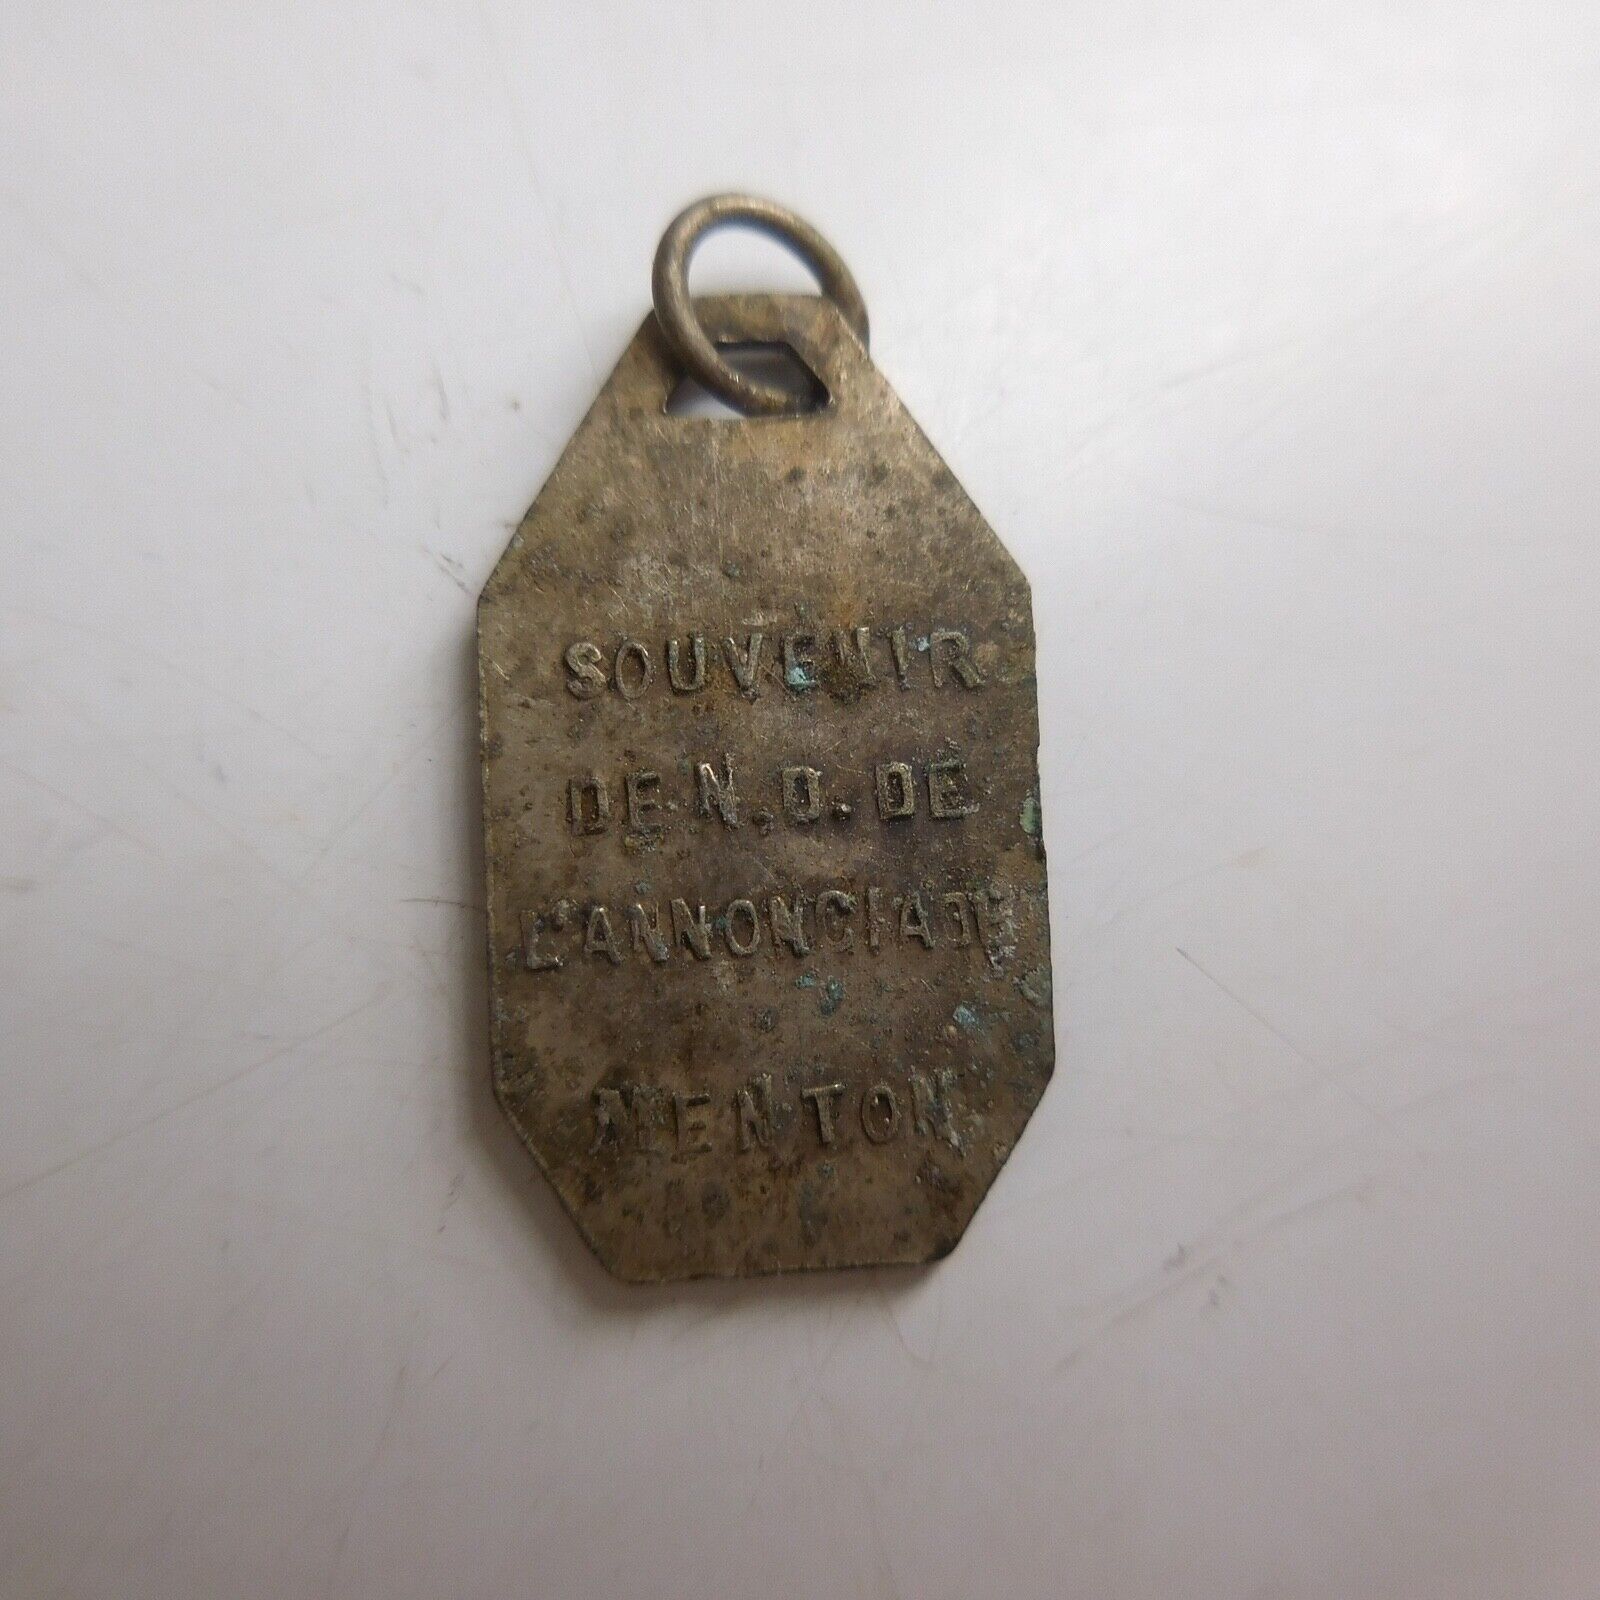 SOUVENIR
DE N.D. DE
L'ANNONCIADE
MENTON